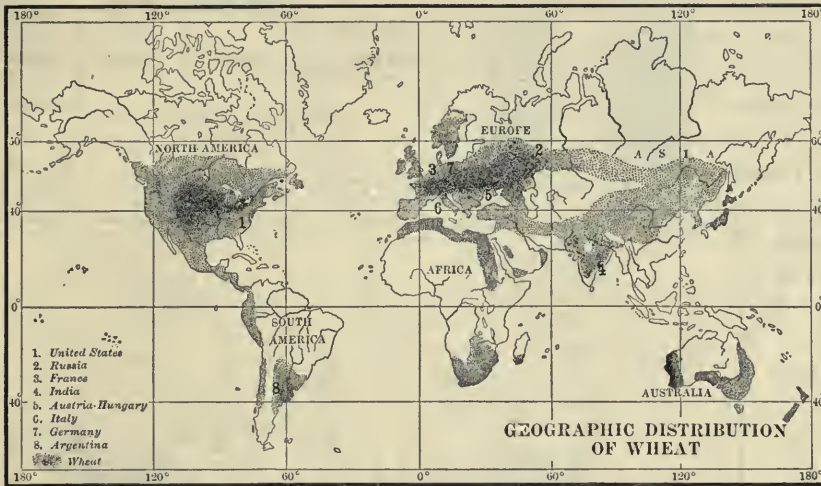 180° 120° 60° 0° 60° 120° 180°
60°
NORTH AMERICA
EUROPE
ASIA
3 7 2
5
6
40° 40°
1
AFRICA
4
0° 0°
SOUTH
AMERICA
8
AUSTRALIA
40° 40°
1. United States
2. Russia
3. France
4. India
5. Austria-Hungary
6. Italy
7. Germany
8. Argentina
Wheat
GEOGRAPHIC DISTRIBUTION
OF WHEAT
180° 120° 60° 0° 60° 120° 180°